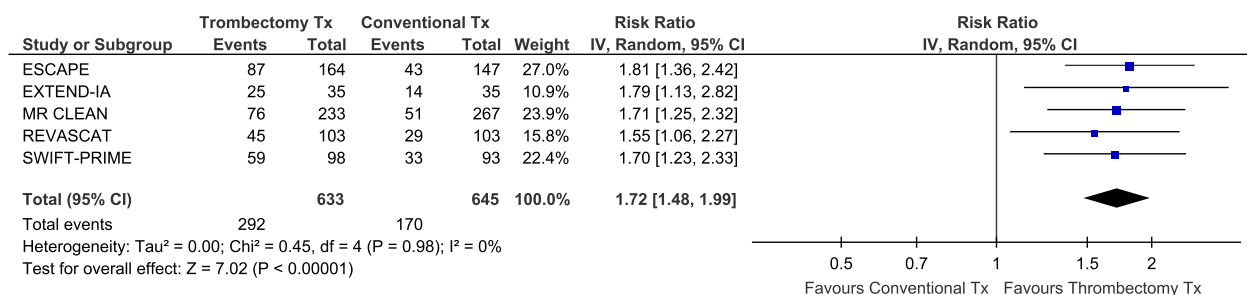 Trombectomy Tx Conventional Tx Risk Ratio Risk Ratio
Study or Subgroup Events Total Events Total Weight IV, Random, 95% CI IV, Random, 95% CI
ESCAPE 87 164 43 147 27.0% 1.81 [1.36, 2.42]
EXTEND-IA 25 35 14 35 10.9% 1.79 [1.13, 2.82]
MR CLEAN 76 233 51 267 23.9% 1.71 [1.25, 2.32]
REVASCAT 45 103 29 103 15.8% 1.55 [1.06, 2.27]
SWIFT-PRIME 59 98 33 93 22.4% 1.70 [1.23, 2.33]
Total (95% CI) 633 645 100.0% 1.72 [1.48, 1.99]
Total events 292 170
Heterogeneity: Tau² = 0.00; Chi² = 0.45, df = 4 (P = 0.98); I² = 0%
Test for overall effect: Z = 7.02 (P < 0.00001)
0.5 0.7 1 1.5 2
Favours Conventional Tx Favours Thrombectomy Tx